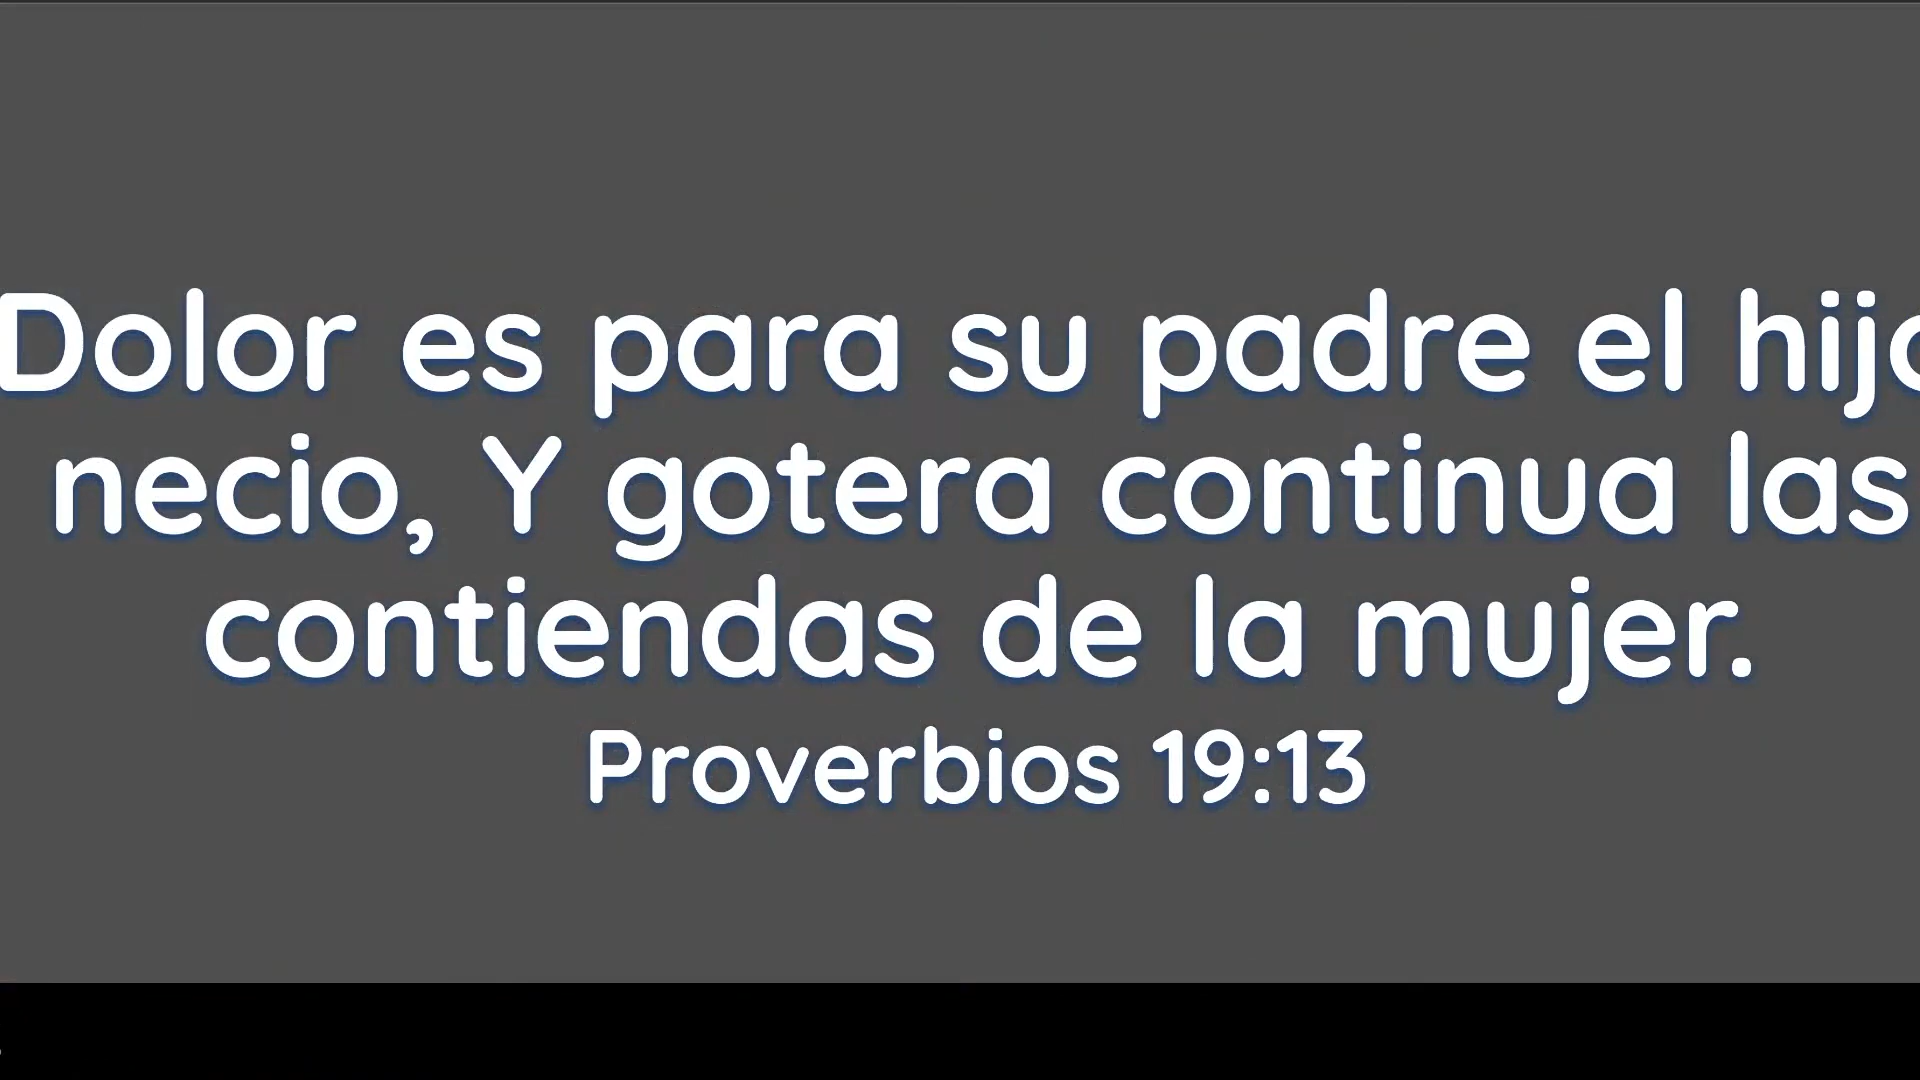 Dolor es para su padre el hijo
necio, Y gotera continua las
contiendas de la mujer.
Proverbios 19:13